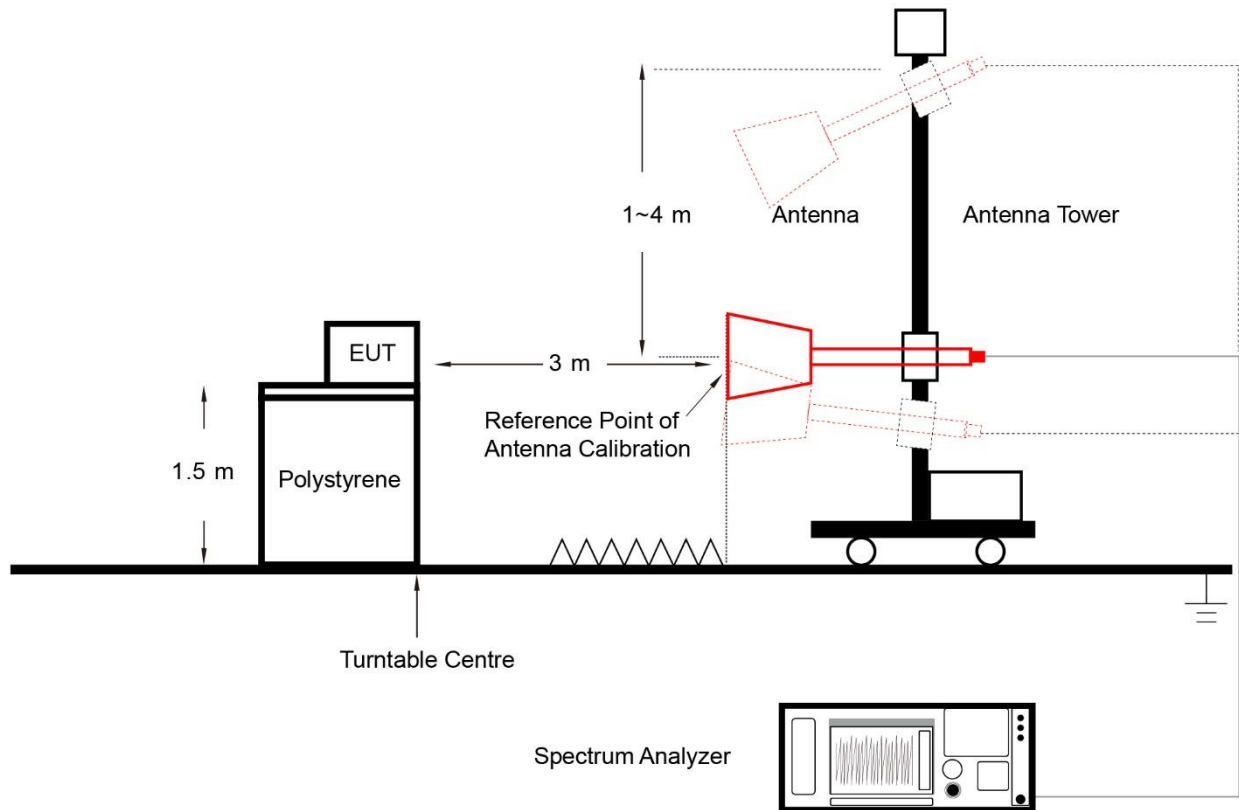 1~4 m
Antenna
Antenna Tower
EUT
3 m
Reference Point of
Antenna Calibration
1.5 m
Polystyrene
Turntable Centre
Spectrum Analyzer